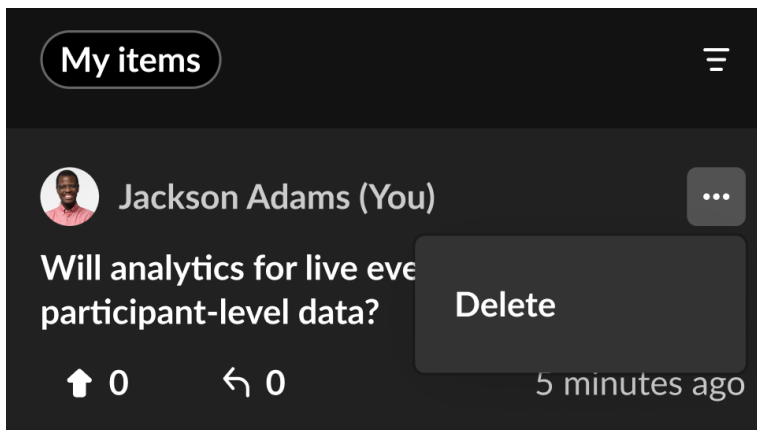 My items
Jackson Adams (You)
Will analytics for live eve
participant-level data?
Delete
0
0
5 minutes ago